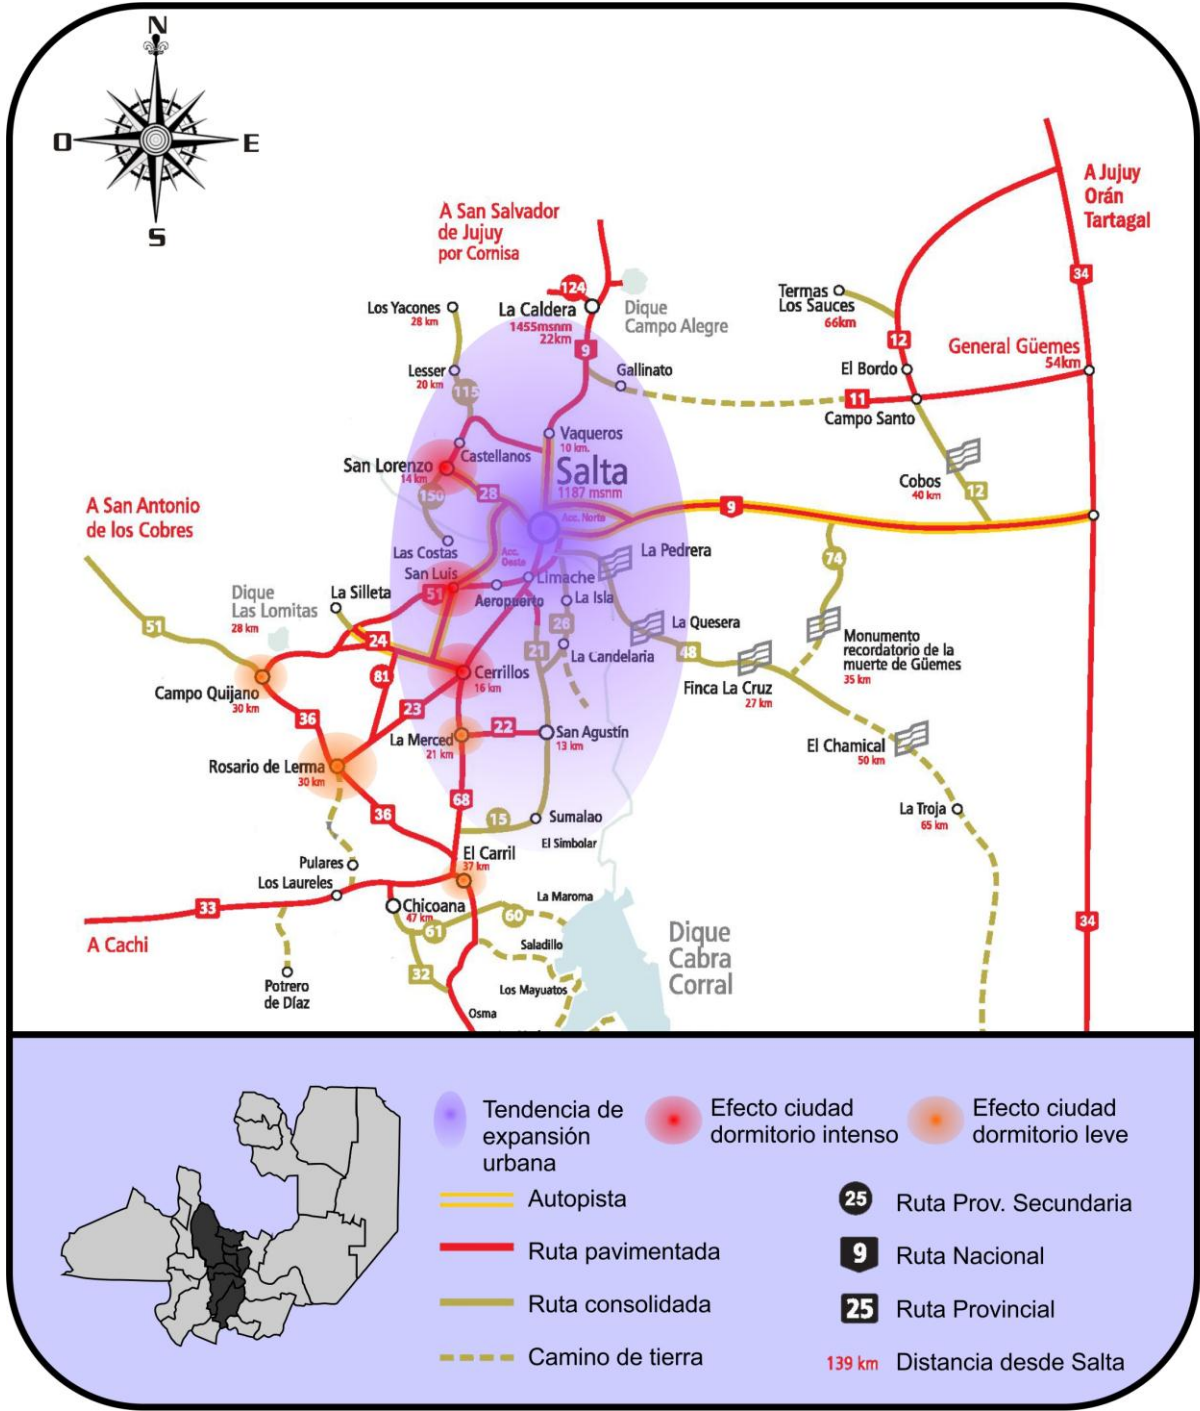 N
O
E
S
A San Salvador
de Jujuy
por Cornisa
A Jujuy
Orán
Tartagal
124
34
Los Yacones
28 km
La Caldera
1455msnm
22km
Dique
Campo Alegre
Termas
Los Sauces
66km
9
12
General Güemes
54km
Lesser
20 km
115
Gallinato
El Bordo
11
Campo Santo
Vaqueros
10 km.
Castellanos
San Lorenzo
14 km
Salta
1187 msnm
Cobos
40 km
12
150
28
Acc. Norte
9
A San Antonio
de los Cobres
Las Costas
Acc.
Oeste
La Pedrera
74
San Luis
51
Limache
Aeropuerto
La Isla
La Silleta
Dique
Las Lomitas
28 km
51
24
26
21
La Quesera
48
La Candelaria
Monumento
recordatorio de la
muerte de Güemes
35 km
Campo Quijano
30 km
81
Cerrillos
16 km
Finca La Cruz
27 km
36
23
La Merced
21 km
22
San Agustín
13 km
El Chamical
50 km
Rosario de Lerma
30 km
68
36
15
Sumalao
La Troja
65 km
El Simbolar
Pulares
El Carril
37 km
Los Laureles
33
Chicoana
47 km
La Maroma
60
61
34
A Cachi
Saladillo
Dique
Cabra
Corral
32
Potrero
de Díaz
Los Mayuatos
Osma
Tendencia de
expansión
urbana
Efecto ciudad
dormitorio intenso
Efecto ciudad
dormitorio leve
Autopista
25 Ruta Prov. Secundaria
Ruta pavimentada
9 Ruta Nacional
Ruta consolidada
25 Ruta Provincial
Camino de tierra
139 km Distancia desde Salta